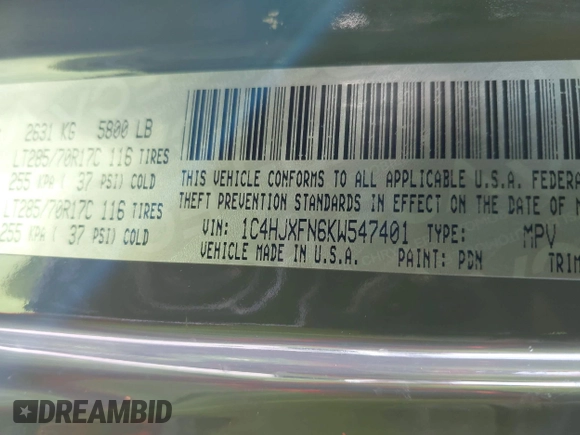 2631 KG 5800 LB
LT285/70R17C 116 TIRES
255 KPA ( 37 PSI) COLD
LT285/70R17C 116 TIRES
255 KPA ( 37 PSI) COLD
THIS VEHICLE CONFORMS TO ALL APPLICABLE U.S.A.
THEFT PREVENTION STANDARDS IN EFFECT ON THE DATE OF
VIN: 1C4HJXFN6KW547401 TYPE: MPV
VEHICLE MADE IN U.S.A. PAINT: PDN TRIM
DREAMBID